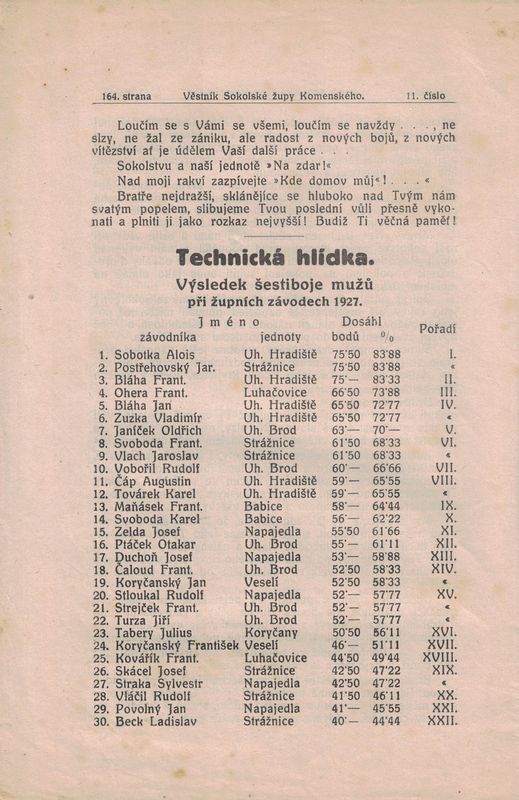 164. strana Věstník Sokolské župy Komenského. 11. číslo
Loučím se s Vámi se všemi, loučím se navždy . . ., ne
slzy, ne žal ze zániku, ale radost z nových bojů, z nových
vítězství ať je údělem Vaší další práce . . .
Sokolstvu a naší jednotě »Na zdar!«
Nad moji rakví zazpívejte »Kde domov můj«! . . . «
Bratře nejdražší, sklánějíce se hluboko nad Tvým nám
svatým popelem, slibujeme Tvou poslední vůli přesně vyko-
nati a plniti ji jako rozkaz nejvyšší! Budiž Ti věčná paměť!
Technická hlídka.
Výsledek šestiboje mužů
při župních závodech 1927.
Jméno Dosáhl Pořadí
závodníka jednoty bodů %
1. Sobotka Alois Uh. Hradiště 75·50 83·88 I.
2. Postřehovský Jar. Strážnice 75·50 83·88 «
3. Bláha Frant. Uh. Hradiště 75·— 83·33 II.
4. Ohera Frant. Luhačovice 66·50 73·88 III.
5. Bláha Jan Uh. Hradiště 65·50 72·77 IV.
6. Zuzka Vladimír Uh. Hradiště 65·50 72·77 «
7. Janíček Oldřich Uh. Brod 63·— 70·— V.
8. Svoboda Frant. Strážnice 61·50 68·33 VI.
9. Vlach Jaroslav Strážnice 61·50 68·33 «
10. Vobořil Rudolf Uh. Brod 60·— 66·66 VII.
11. Čáp Augustin Uh. Hradiště 59·— 65·55 VIII.
12. Továrek Karel Uh. Hradiště 59·— 65·55 «
13. Maňásek Frant. Babice 58·— 64·44 IX.
14. Svoboda Karel Babice 56·— 62·22 X.
15. Zelda Josef Napajedla 55·50 61·66 XI.
16. Ptáček Otakar Uh. Brod 55·— 61·11 XII.
17. Duchoň Josef Napajedla 53·— 58·88 XIII.
18. Čaloud Frant. Uh. Brod 52·50 58·33 XIV.
19. Koryčanský Jan Veselí 52·50 58·33 «
20. Stloukal Rudolf Napajedla 52·— 57·77 XV.
21. Strejček Frant. Uh. Brod 52·— 57·77 «
22. Turza Jiří Uh. Brod 52·— 57·77 «
23. Tabery Julius Koryčany 50·50 56·11 XVI.
24. Koryčanský František Veselí 46·— 51·11 XVII.
25. Kovářík Frant. Luhačovice 44·50 49·44 XVIII.
26. Skácel Josef Strážnice 42·50 47·22 XIX.
27. Straka Sylvestr Napajedla 42·50 47·22 «
28. Vláčil Rudolf Strážnice 41·50 46·11 XX.
29. Povolný Jan Napajedla 41·— 45·55 XXI.
30. Beck Ladislav Strážnice 40·— 44·44 XXII.